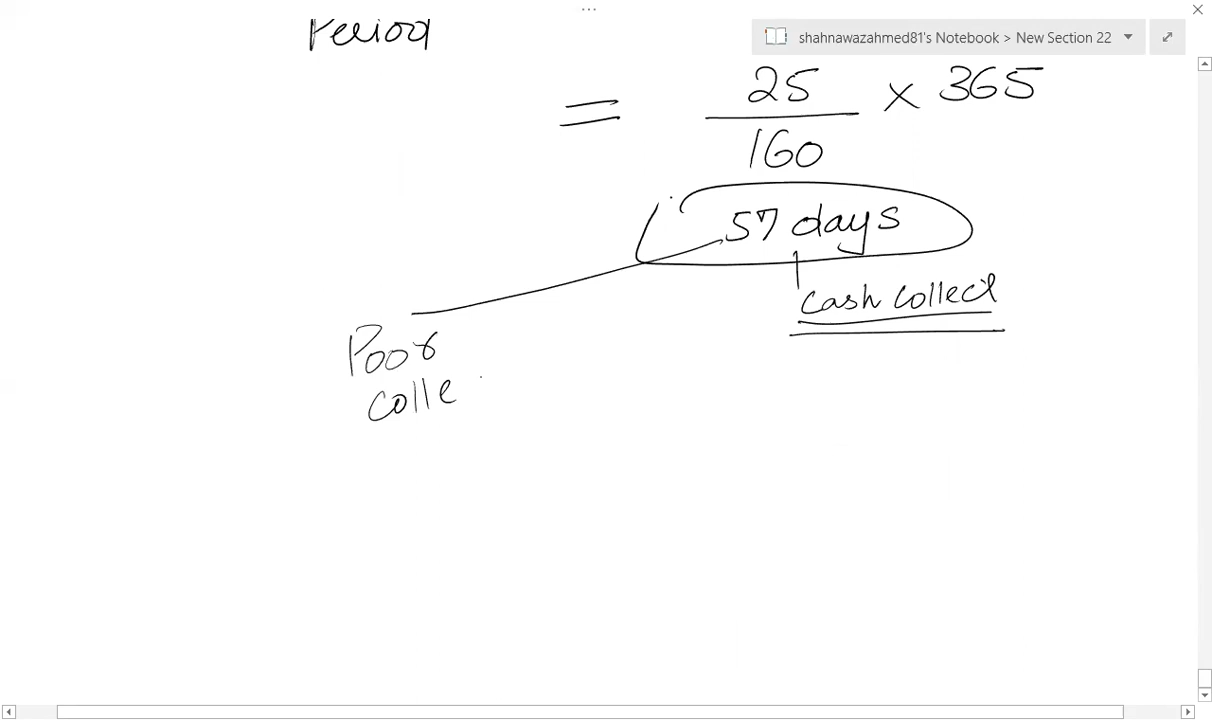 Period
shahnawazahmed81's Notebook > New Section 22
= 25/160 × 365
57 days
cash collect
Poor
colle